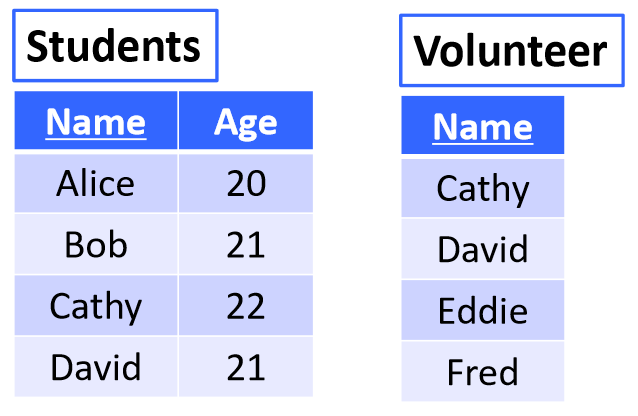 Students
Name Age
Alice 20
Bob 21
Cathy 22
David 21
Volunteer
Name
Cathy
David
Eddie
Fred